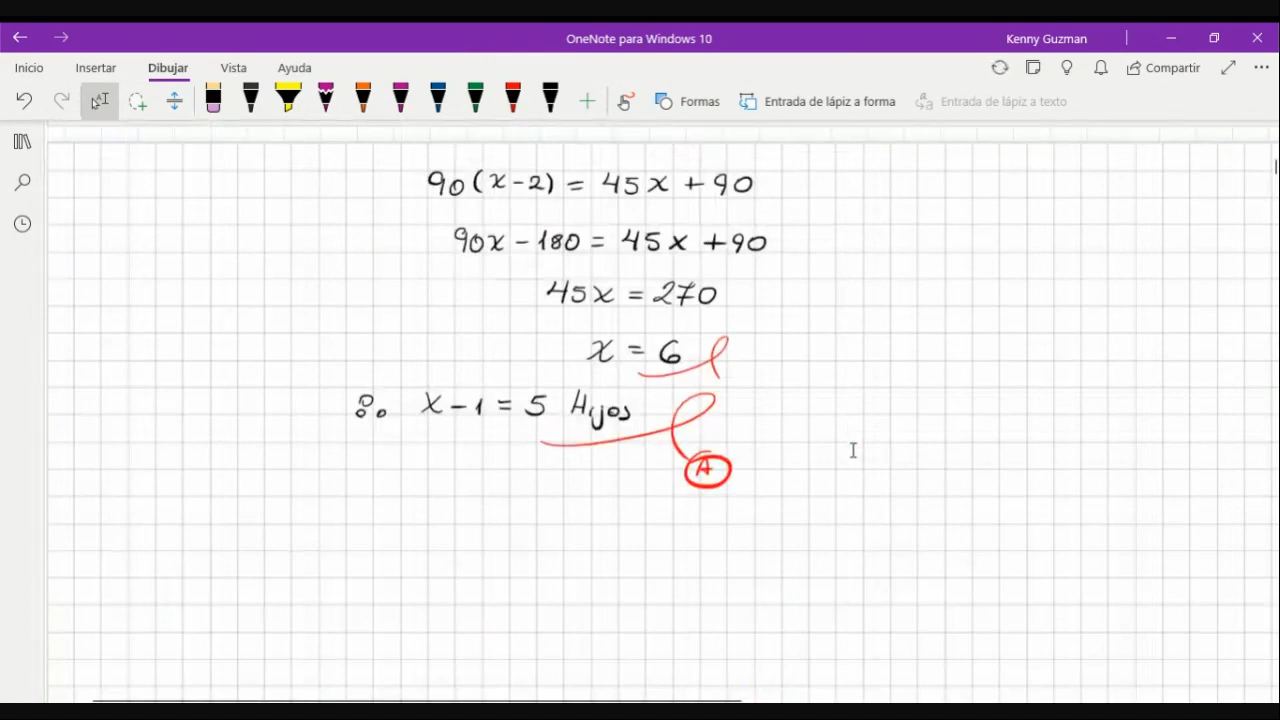 OneNote para Windows 10
Kenny Guzman
Inicio Insertar Dibujar Vista Ayuda
Compartir
Formas Entrada de lápiz a forma Entrada de lápiz a texto
90(x-2) = 45x + 90
90x - 180 = 45x + 90
45x = 270
x = 6
∴ x - 1 = 5 Hijos
A